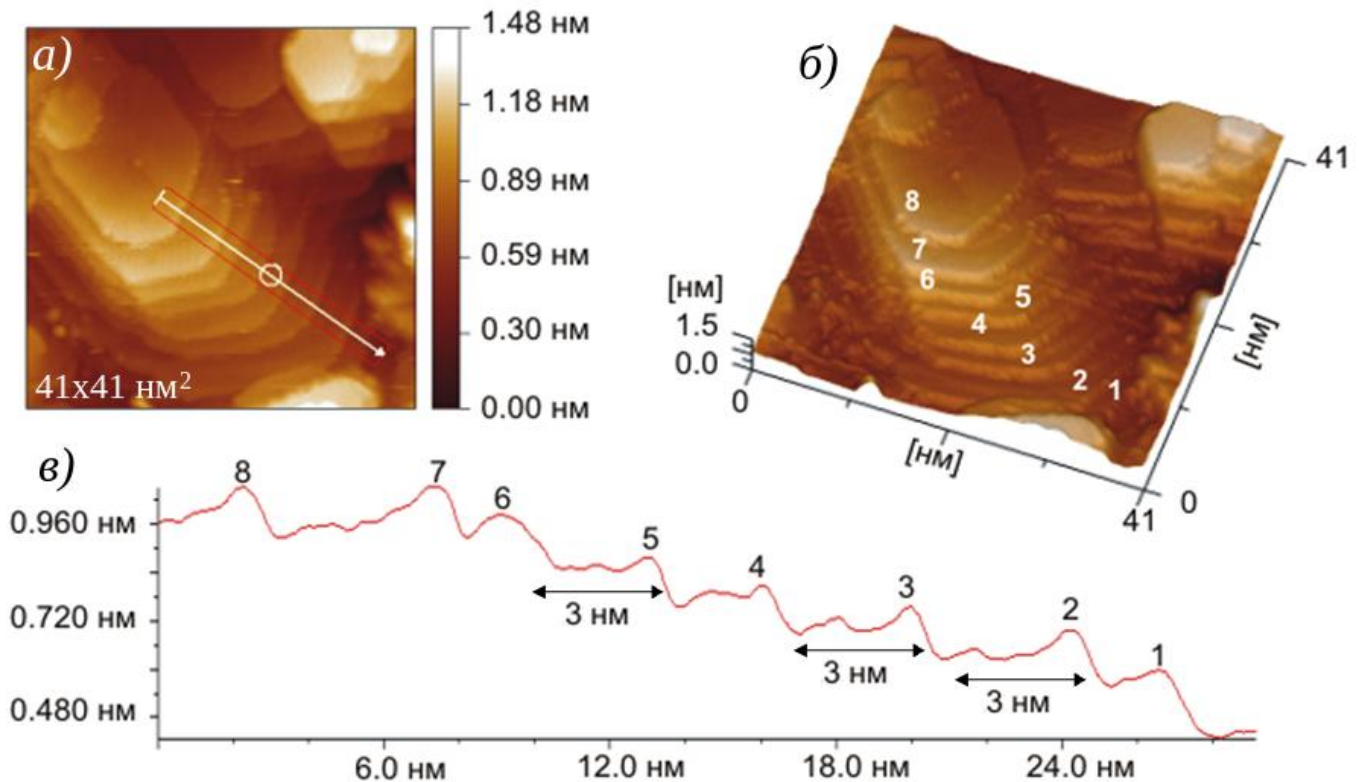 а)
1.48 нм
1.18 нм
0.89 нм
0.59 нм
0.30 нм
0.00 нм
41x41 нм²
б)
41
8
7
6
5
4
3
2
1
[нм]
1.5
0.0
0
[нм]
[нм]
41
0
в)
8
7
6
5
4
3
2
1
0.960 нм
0.720 нм
0.480 нм
3 нм
3 нм
3 нм
6.0 нм
12.0 нм
18.0 нм
24.0 нм